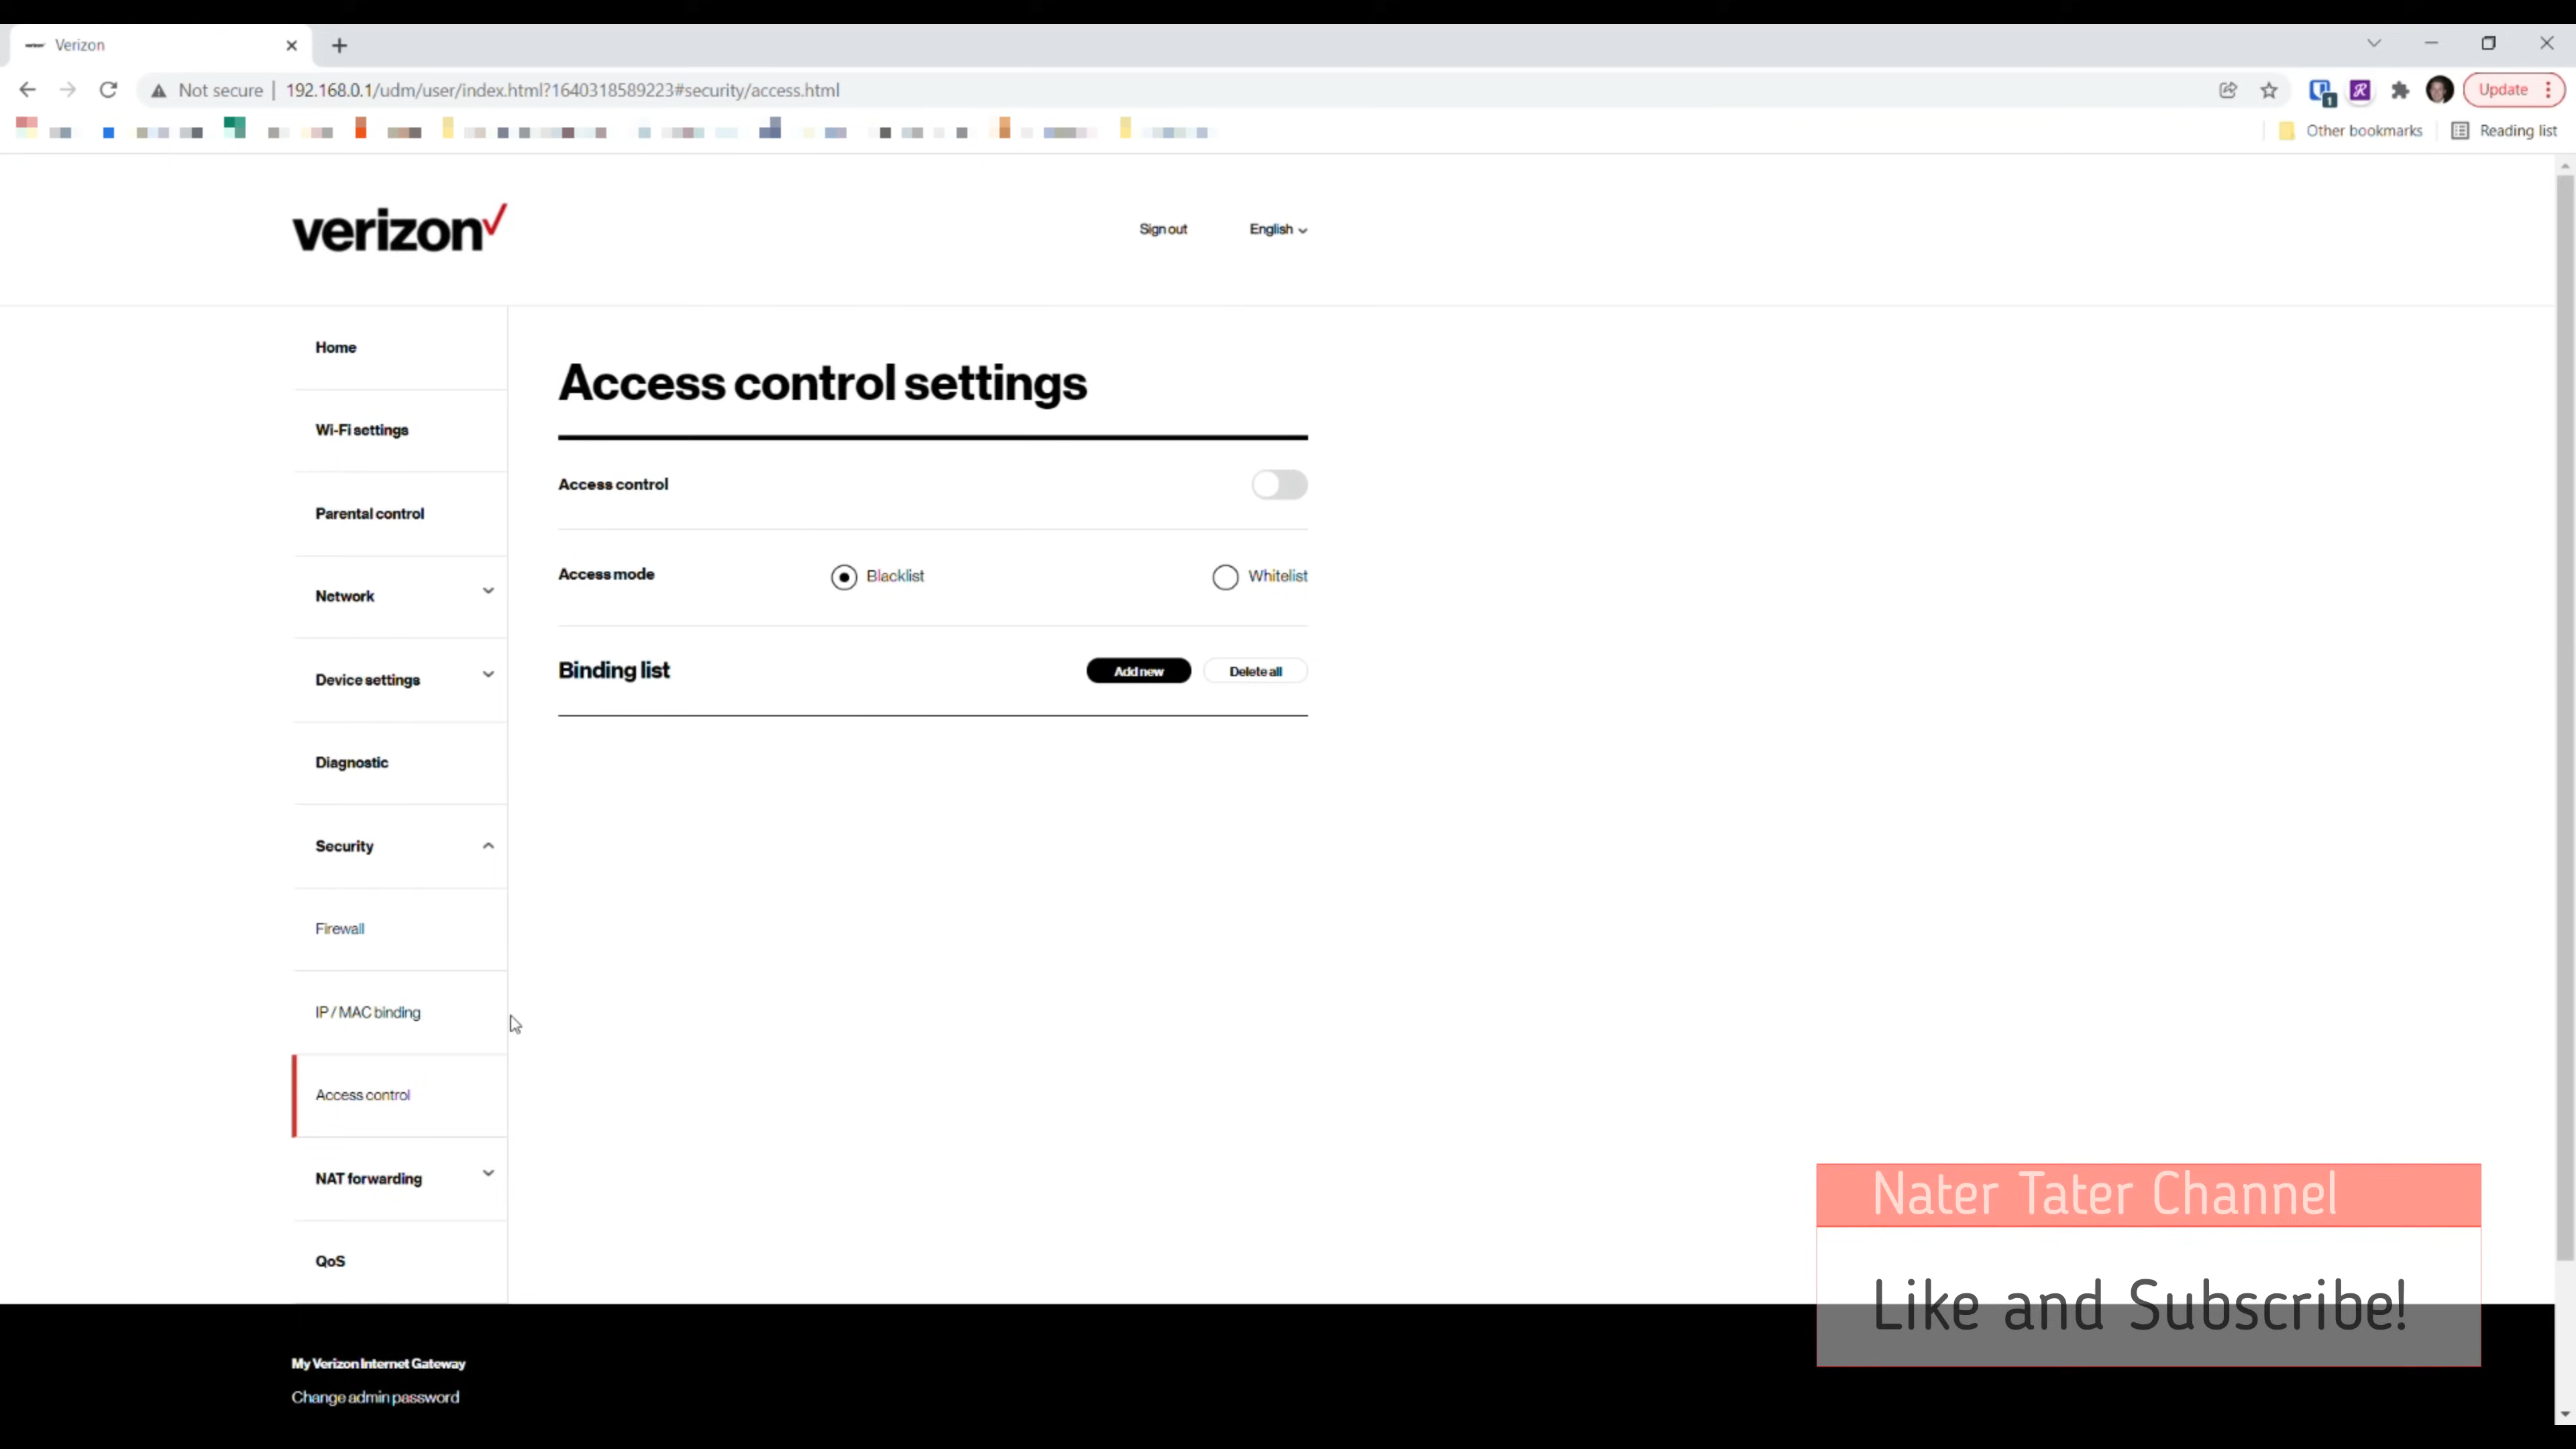 Verizon
Not secure
192.168.0.1/udm/user/index.html?1640318589223#security/access.html
1
R
Update
Other bookmarks
Reading list
verizon
Sign out
English
Home
Wi-Fi settings
Parental control
Network
Device settings
Diagnostic
Security
Firewall
IP / MAC binding
Access control
NAT forwarding
QoS
Access control settings
Access control
Access mode
Blacklist
Whitelist
Binding list
Add new
Delete all
Nater Tater Channel
Like and Subscribe!
My Verizon Internet Gateway
Change admin password